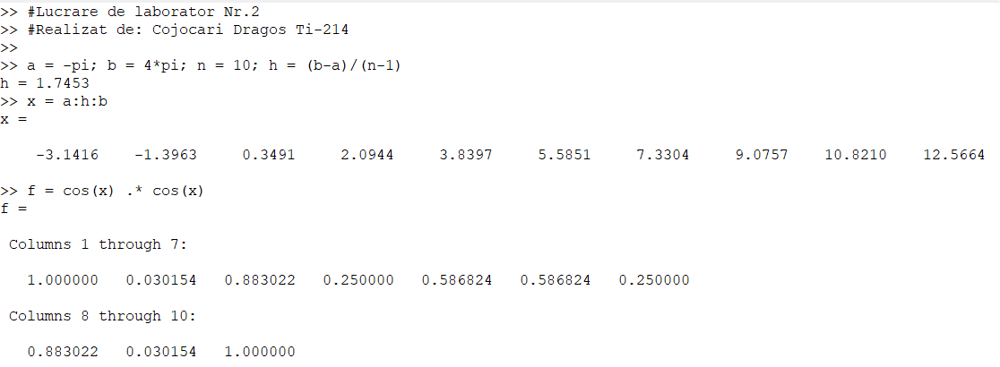 >> #Lucrare de laborator Nr.2
>> #Realizat de: Cojocari Dragos Ti-214
>>
>> a = -pi; b = 4*pi; n = 10; h = (b-a)/(n-1)
h = 1.7453
>> x = a:h:b
x =
-3.1416 -1.3963 0.3491 2.0944 3.8397 5.5851 7.3304 9.0757 10.8210 12.5664
>> f = cos(x) .* cos(x)
f =
Columns 1 through 7:
1.000000 0.030154 0.883022 0.250000 0.586824 0.586824 0.250000
Columns 8 through 10:
0.883022 0.030154 1.000000